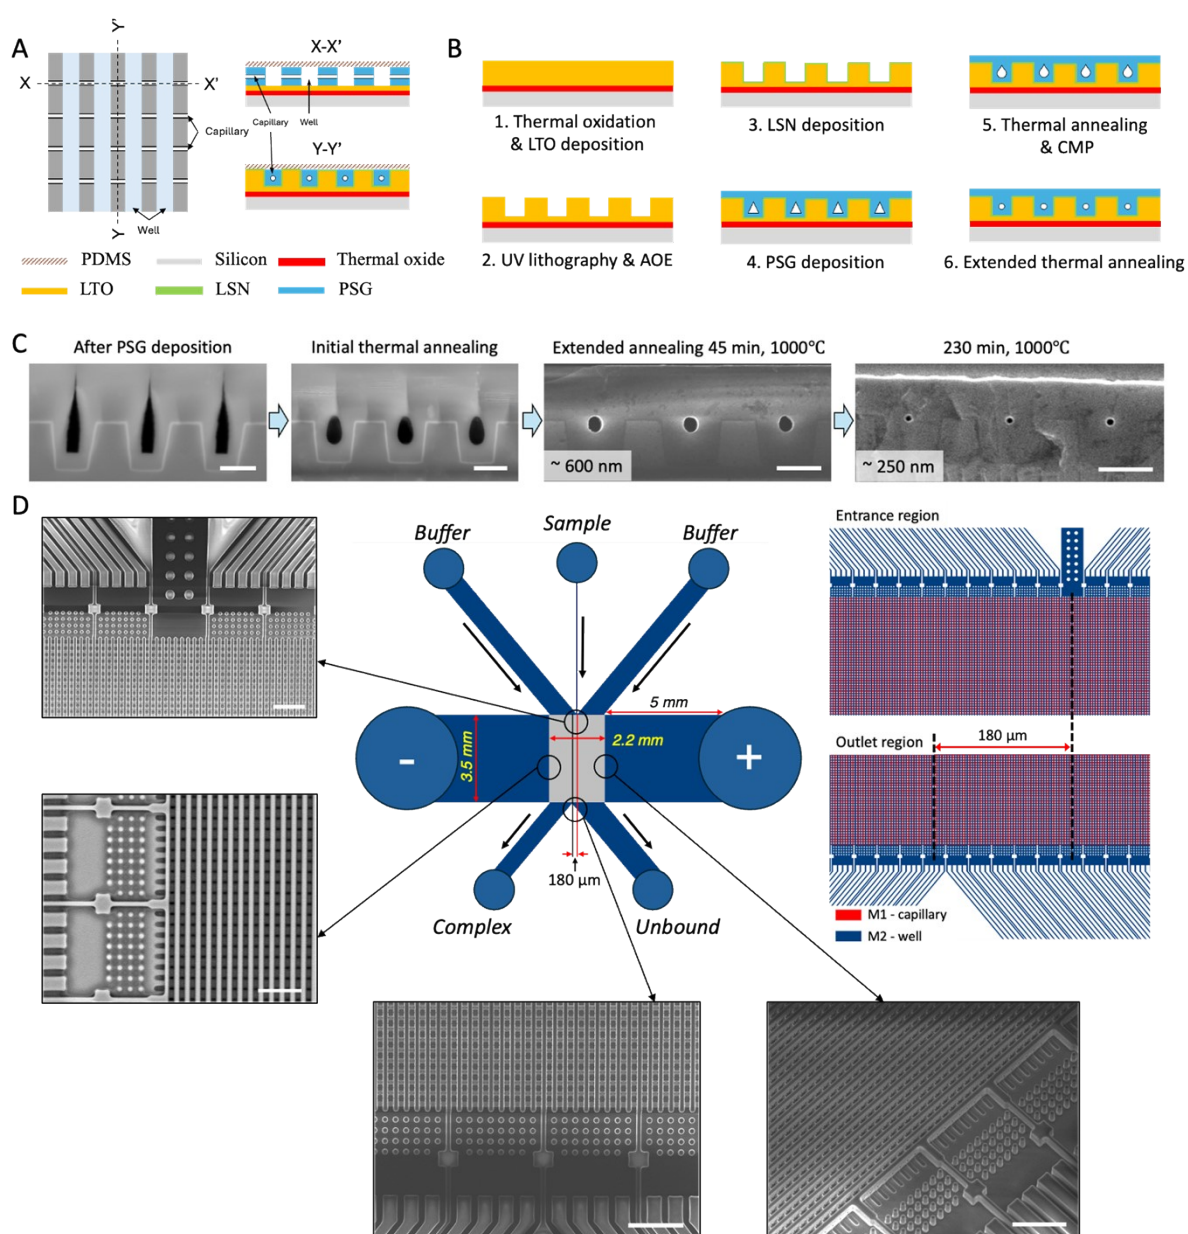 A
Y'
X
X'
Capillary
Well
Y
X-X'
Capillary
Well
Y-Y'
PDMS
Silicon
Thermal oxide
LTO
LSN
PSG
B
1. Thermal oxidation
& LTO deposition
3. LSN deposition
5. Thermal annealing
& CMP
2. UV lithography & AOE
4. PSG deposition
6. Extended thermal annealing
C
After PSG deposition
Initial thermal annealing
Extended annealing 45 min, 1000℃
230 min, 1000℃
~ 600 nm
~ 250 nm
D
Buffer
Sample
Buffer
5 mm
2.2 mm
3.5 mm
-
+
180 µm
Complex
Unbound
Entrance region
Outlet region
180 µm
M1 - capillary
M2 - well